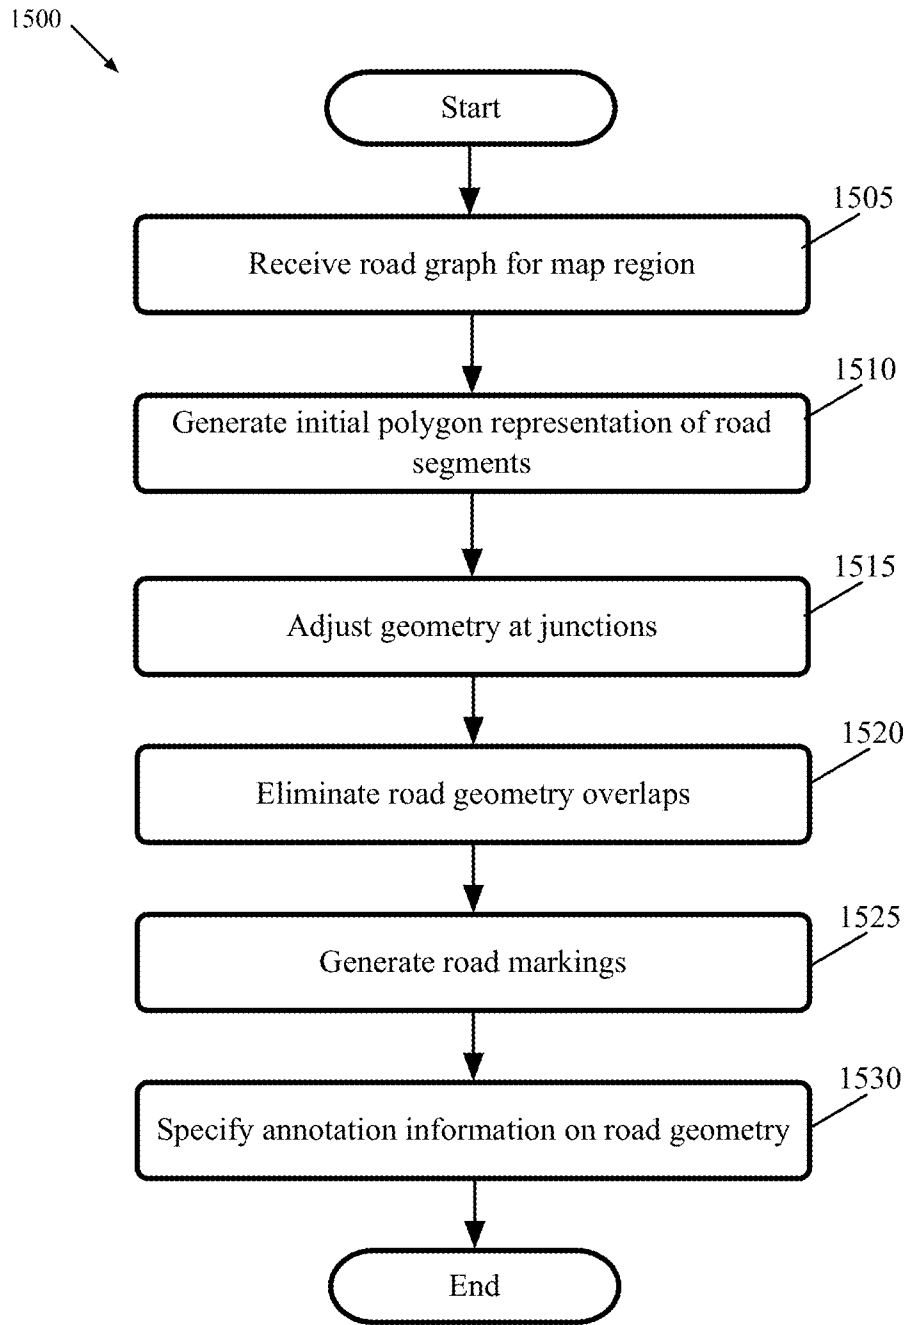 1500
Start
1505
Receive road graph for map region
1510
Generate initial polygon representation of road
segments
1515
Adjust geometry at junctions
1520
Eliminate road geometry overlaps
1525
Generate road markings
1530
Specify annotation information on road geometry
End